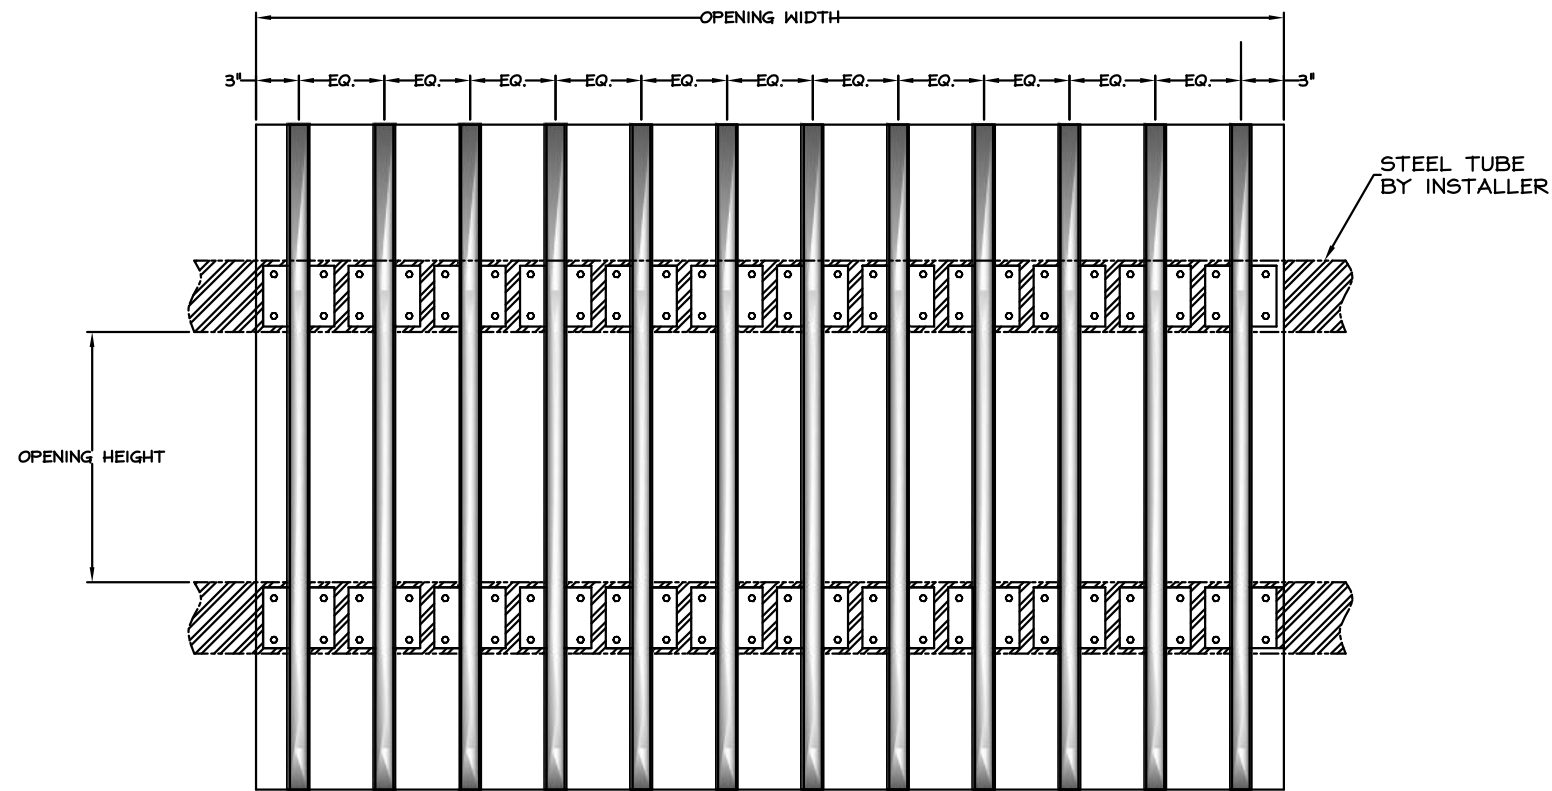 OPENING WIDTH
3" EQ. EQ. EQ. EQ. EQ. EQ. EQ. EQ. EQ. EQ. EQ. 3"
STEEL TUBE
BY INSTALLER
OPENING HEIGHT